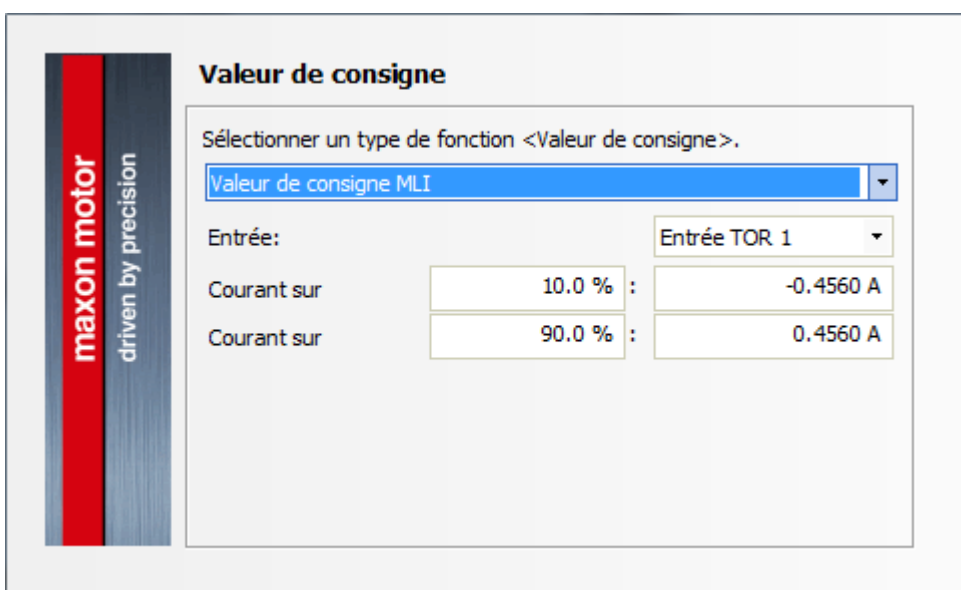 maxon motor
driven by precision
Valeur de consigne
Sélectionner un type de fonction <Valeur de consigne>.
Valeur de consigne MLI
Entrée: Entrée TOR 1
Courant sur 10.0 % : -0.4560 A
Courant sur 90.0 % : 0.4560 A